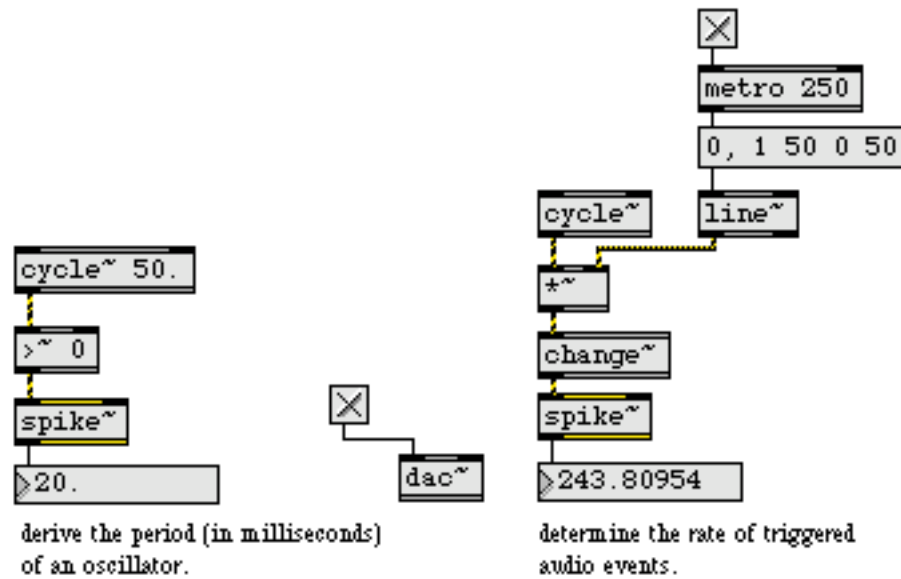 metro 250
0, 1 50 0 50
cycle~
line~
*~
change~
spike~
243.80954
determine the rate of triggered
audio events.
cycle~ 50.
>~ 0
spike~
20.
derive the period (in milliseconds)
of an oscillator.
dac~